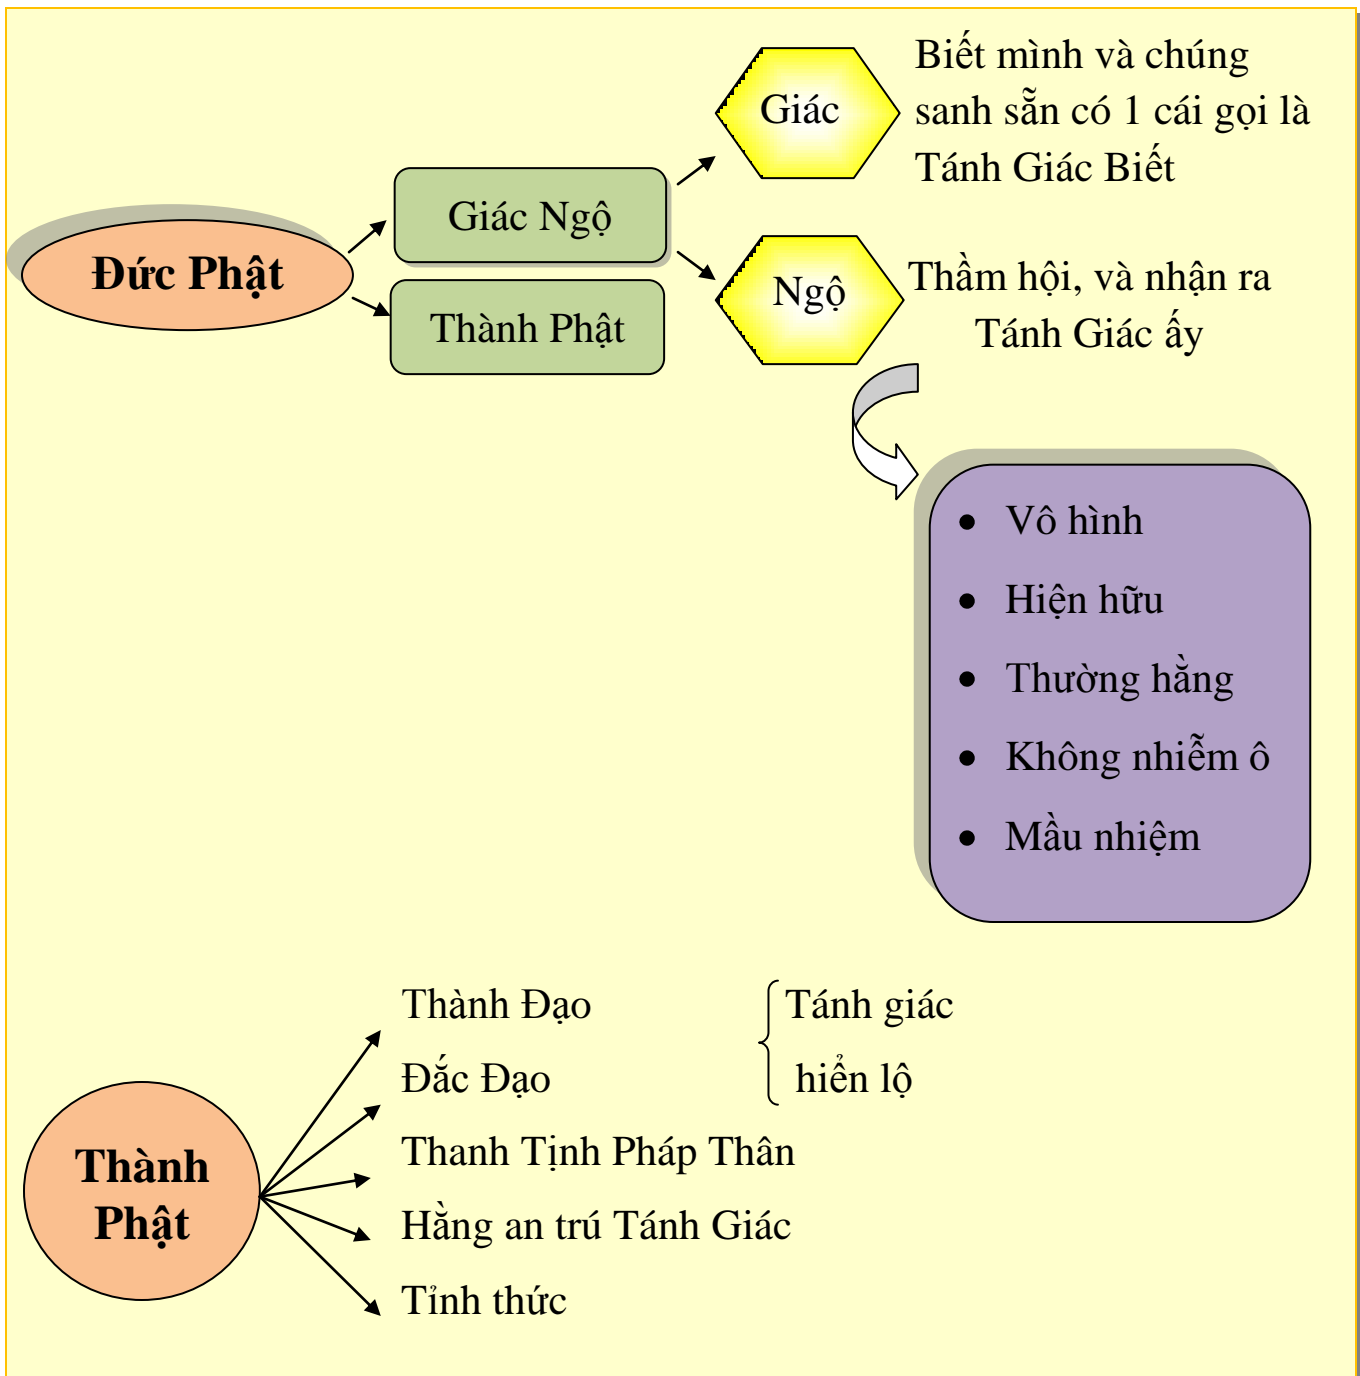 Đức Phật
Giác Ngộ
Thành Phật
Giác
Biết mình và chúng
sanh sẵn có 1 cái gọi là
Tánh Giác Biết
Ngộ
Thầm hội, và nhận ra
Tánh Giác ấy
• Vô hình
• Hiện hữu
• Thường hằng
• Không nhiễm ô
• Mầu nhiệm
Thành
Phật
Thành Đạo
Đắc Đạo
Tánh giác
hiển lộ
Thanh Tịnh Pháp Thân
Hằng an trú Tánh Giác
Tỉnh thức